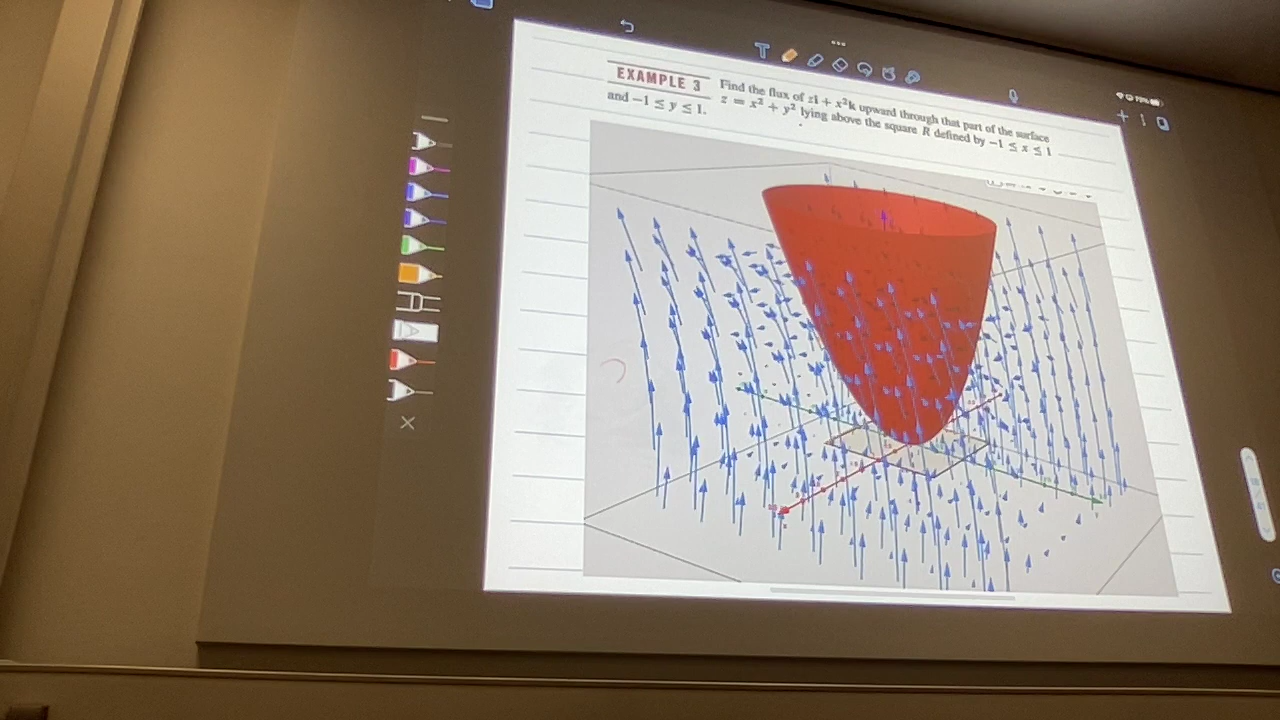 EXAMPLE 3 Find the flux of zi + x²k upward through that part of the surface
z = x² + y² lying above the square R defined by −1 ≤ x ≤ 1
and −1 ≤ y ≤ 1.